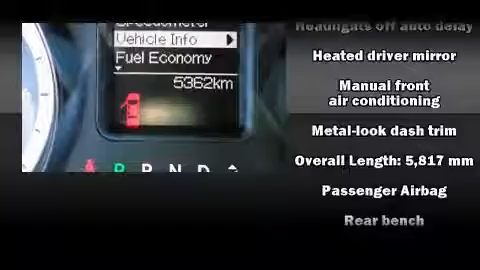 Speedometer
Vehicle Info
Fuel Economy
5362km
P R N D
Headlights off auto delay
Heated driver mirror
Manual front
air conditioning
Metal-look dash trim
Overall Length: 5,817 mm
Passenger Airbag
Rear bench